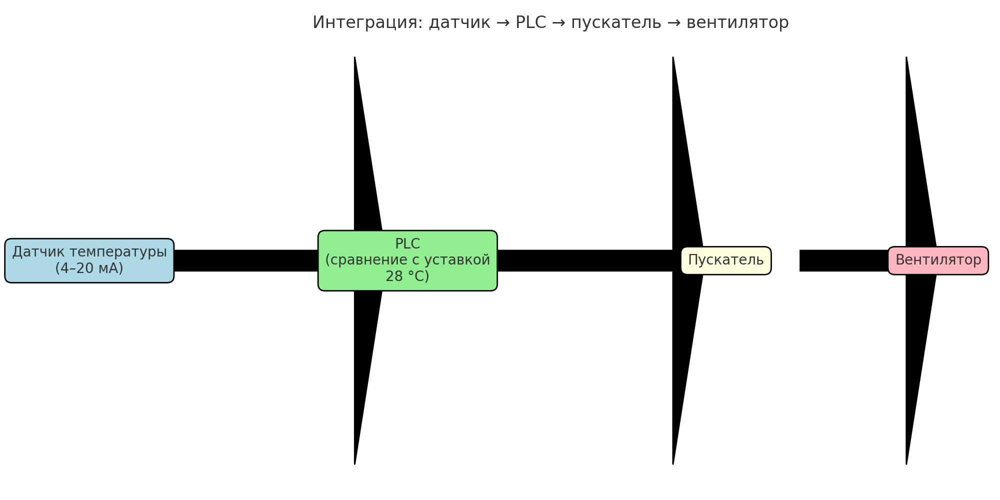 Интеграция: датчик → PLC → пускатель → вентилятор
Датчик температуры
(4–20 мА)
PLC
(сравнение с уставкой
28 °C)
Пускатель
Вентилятор